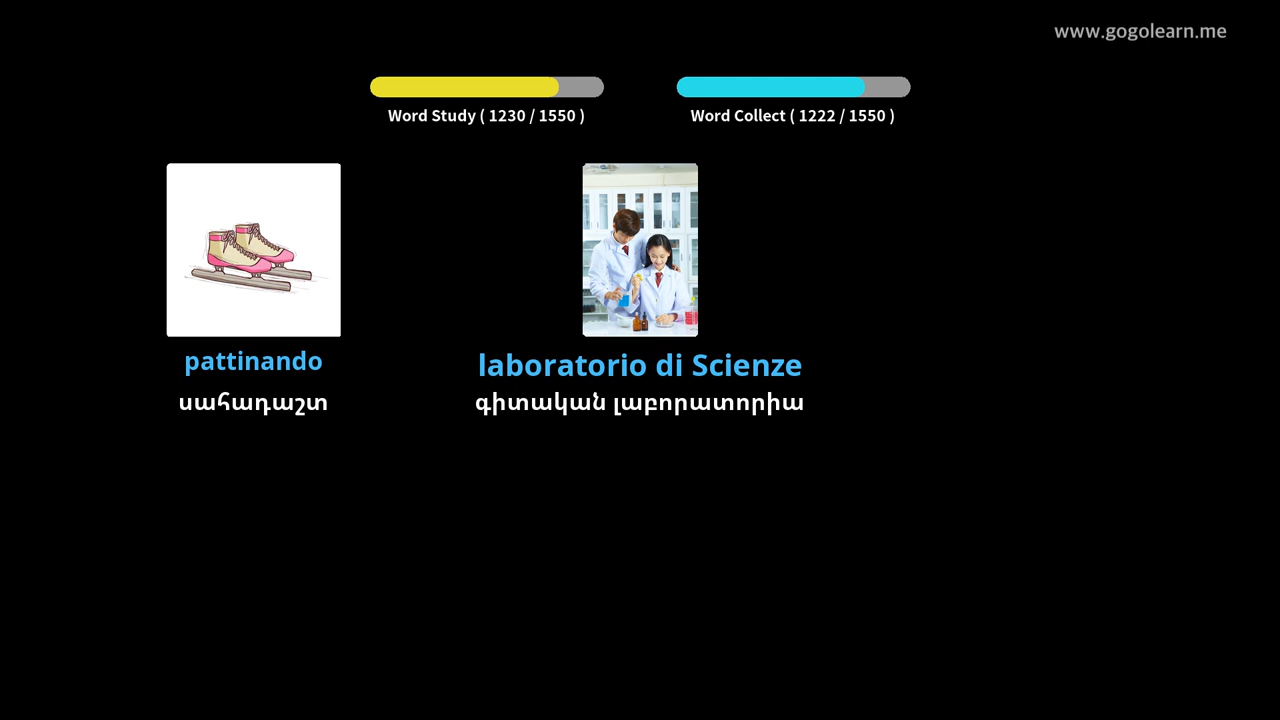 www.gogolearn.me
Word Study ( 1230 / 1550 )
Word Collect ( 1222 / 1550 )
pattinando
սահադաշտ
laboratorio di Scienze
գիտական լաբորատորիա